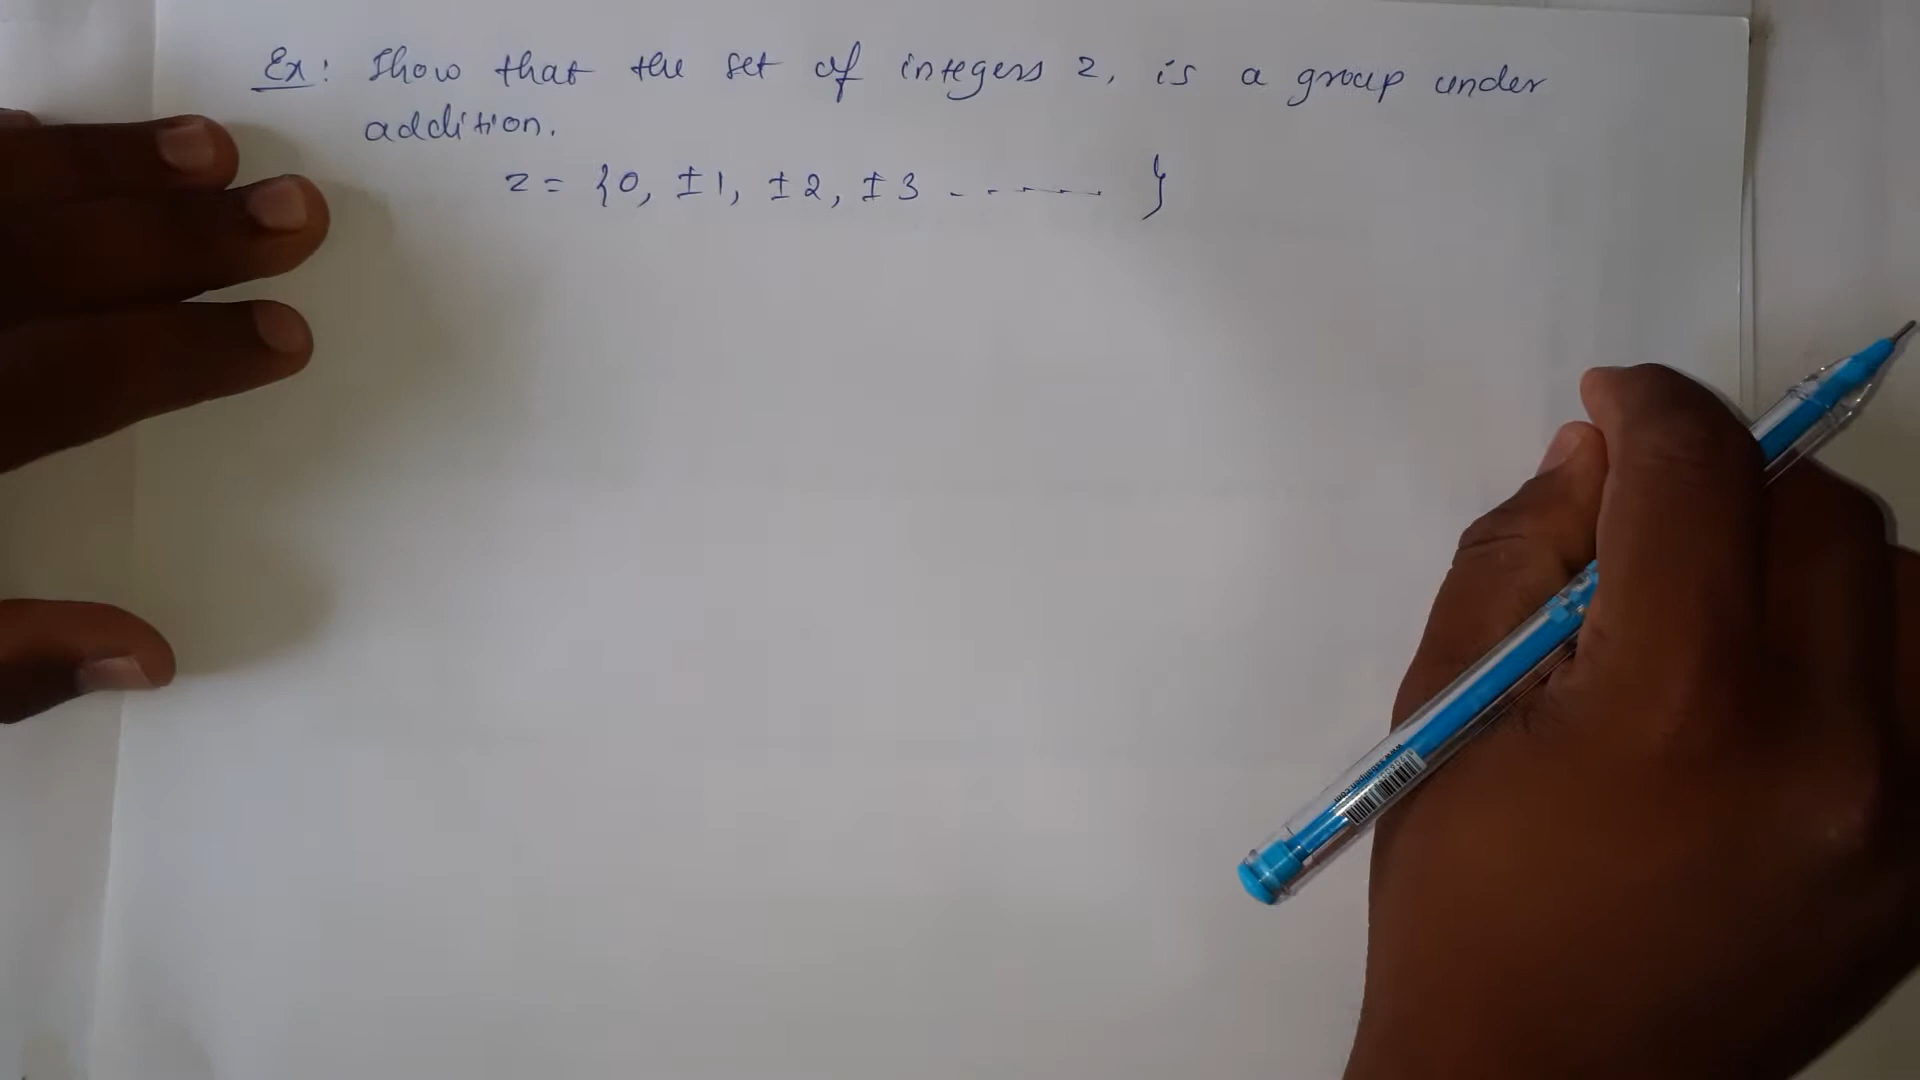 Ex: Show that the set of integers z, is a group under
addition.
z = {0, ±1, ±2, ±3 - - - - - - }